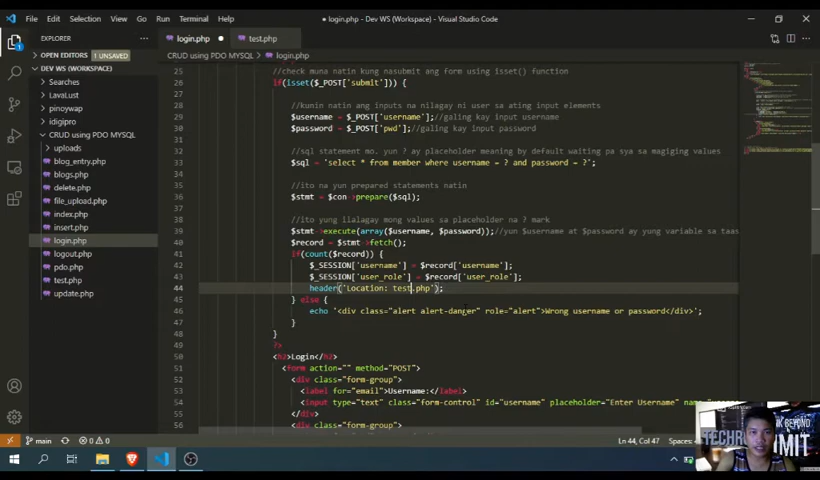 File Edit Selection View Go Run Terminal Help
● login.php - Dev WS (Workspace) - Visual Studio Code
EXPLORER
OPEN EDITORS 1 UNSAVED
DEV WS (WORKSPACE)
Searches
LavaLust
pinoywap
idigipro
CRUD using PDO MYSQL
uploads
blog_entry.php
blogs.php
delete.php
file_upload.php
index.php
insert.php
login.php
logout.php
pdo.php
test.php
update.php
login.php ● test.php
CRUD using PDO MYSQL > login.php
25 //check muna natin kung nasubmit ang form using isset() function
26 if(isset($_POST['submit'])) {
27
28 //kunin natin ang inputs na nilagay ni user sa ating input elements
29 $username = $_POST['username'];//galing kay input username
30 $password = $_POST['pwd'];//galing kay input password
31
32 //sql statement mo. yun ? ay placeholder meaning by default waiting pa sya sa magiging values
33 $sql = 'select * from member where username = ? and password = ?';
34
35 //ito na yun prepared statements natin
36 $stmt = $con->prepare($sql);
37
38 //ito yung ilalagay mong values sa placeholder na ? mark
39 $stmt->execute(array($username, $password));//yun $username at $password ay yung variable sa taas
40 $record = $stmt->fetch();
41 if(count($record)) {
42 $_SESSION['username'] = $record['username'];
43 $_SESSION['user_role'] = $record['user_role'];
44 header('Location: test.php');
45 } else {
46 echo '<div class="alert alert-danger" role="alert">Wrong username or password</div>';
47 }
48 }
49 ?>
50 <h2>Login</h2>
51 <form action="" method="POST">
52 <div class="form-group">
53 <label for="email">Username:</label>
54 <input type="text" class="form-control" id="username" placeholder="Enter Username"
55 </div>
56 <div class="form-group">
main 0 0
Ln 44, Col 47 Spaces: